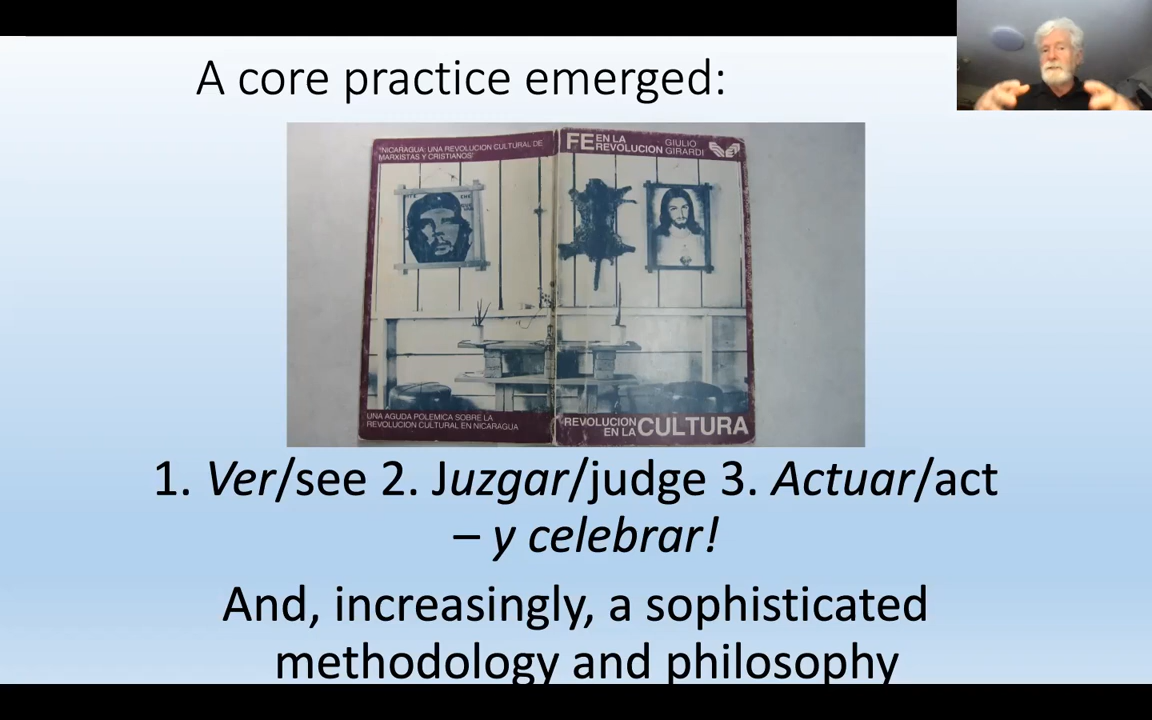 A core practice emerged:
"NICARAGUA: UNA REVOLUCION CULTURAL DE
MARXISTAS Y CRISTIANOS"
FE EN LA
REVOLUCION
GIULIO
GIRARDI
CHE
UNA AGUDA POLEMICA SOBRE LA
REVOLUCION CULTURAL EN NICARAGUA
REVOLUCION
EN LA CULTURA
1. Ver/see 2. Juzgar/judge 3. Actuar/act
– y celebrar!
And, increasingly, a sophisticated
methodology and philosophy